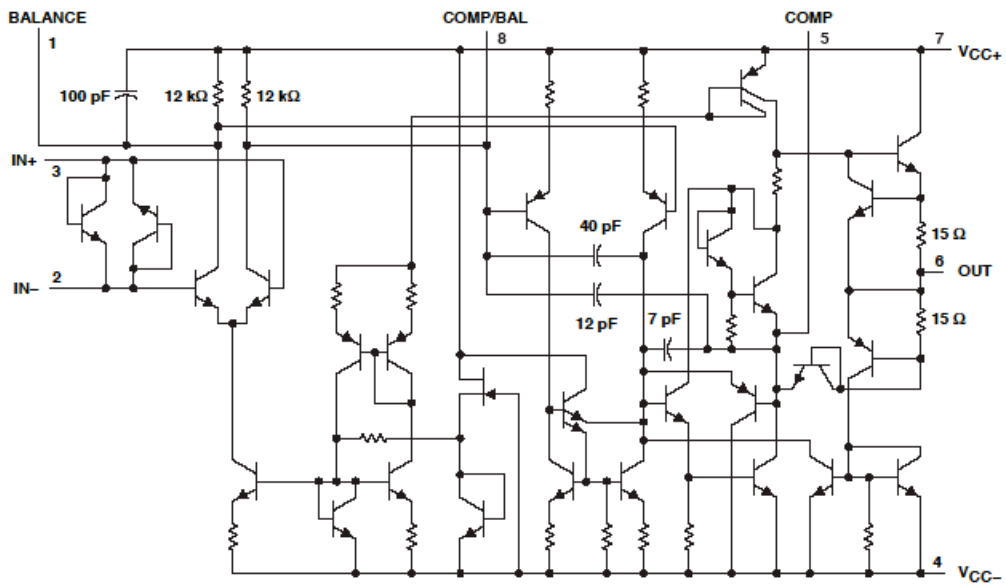 BALANCE
1
COMP/BAL
8
COMP
5
7
VCC+
100 pF
12 kΩ
12 kΩ
IN+
3
40 pF
15 Ω
6
OUT
IN−
2
12 pF
7 pF
15 Ω
4
VCC−